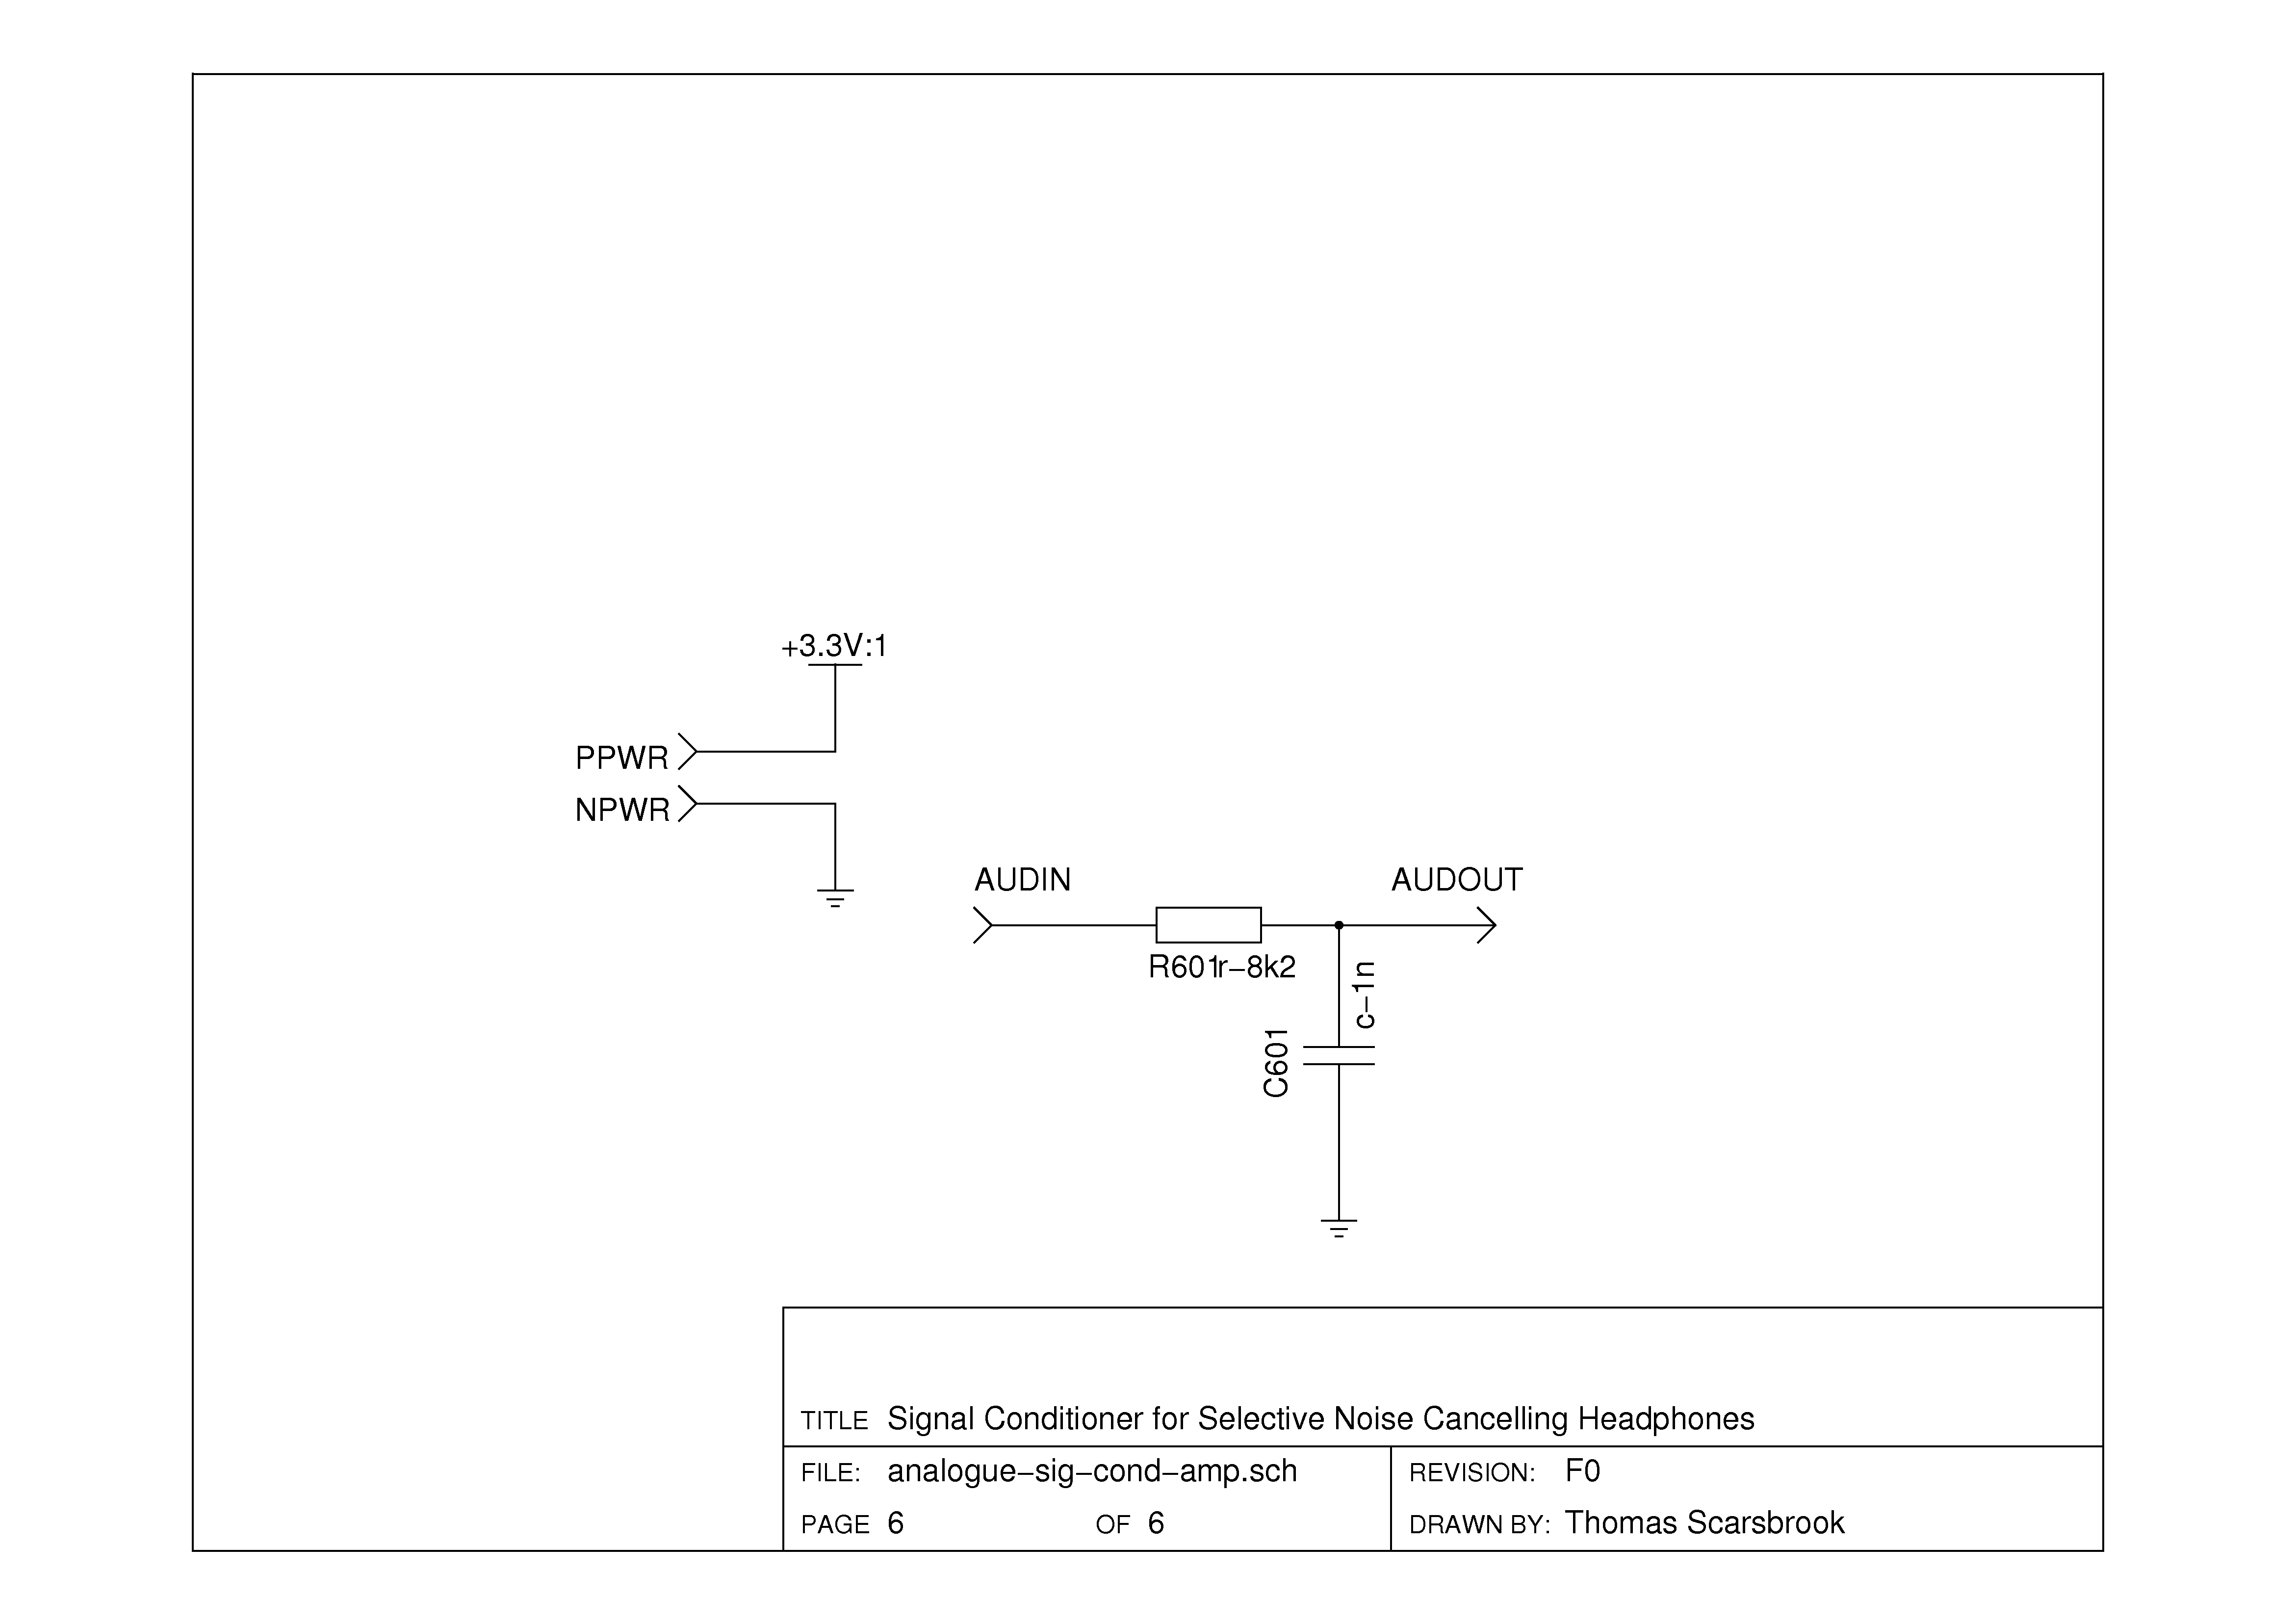 +3.3V:1
PPWR
NPWR
AUDIN
AUDOUT
R601r-8k2
c-1n
C601
TITLE Signal Conditioner for Selective Noise Cancelling Headphones
FILE: analogue-sig-cond-amp.sch
REVISION: F0
PAGE 6 OF 6
DRAWN BY: Thomas Scarsbrook